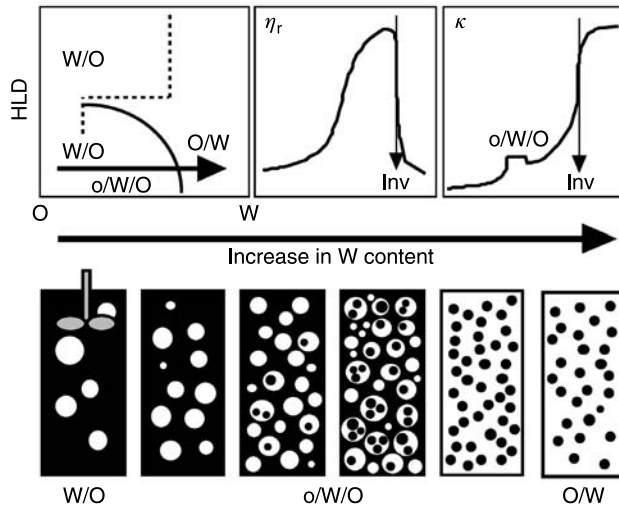 HLD
W/O
W/O
O/W
o/W/O
O
W
ηr
Inv
κ
o/W/O
Inv
Increase in W content
W/O
o/W/O
O/W